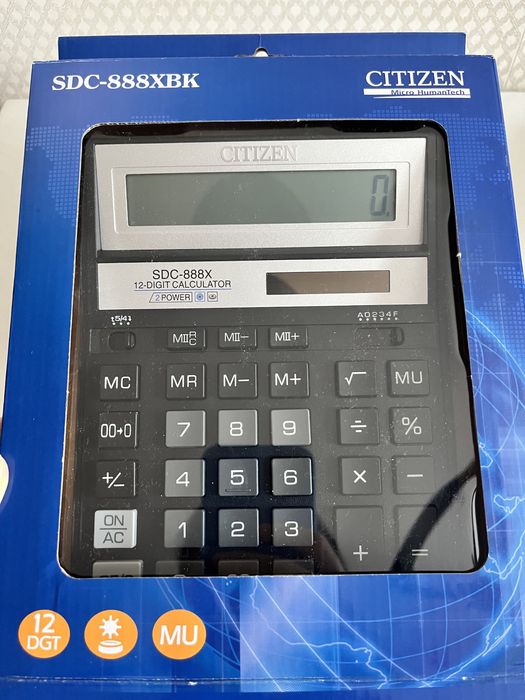 SDC-888XBK
CITIZEN
Micro HumanTech
CITIZEN
0.
SDC-888X
12-DIGIT CALCULATOR
2 POWER
A0234F
MII-
MII+
MC
MR
M-
M+
√
MU
00→0
7
8
9
÷
%
+/-
4
5
6
×
-
ON
AC
1
2
3
+
=
12
DGT
MU